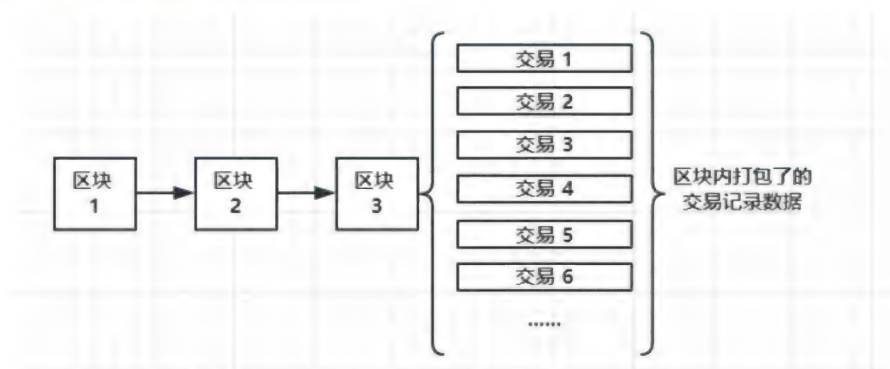 区块
1
区块
2
区块
3
交易 1
交易 2
交易 3
交易 4
交易 5
交易 6
......
区块内打包了的
交易记录数据